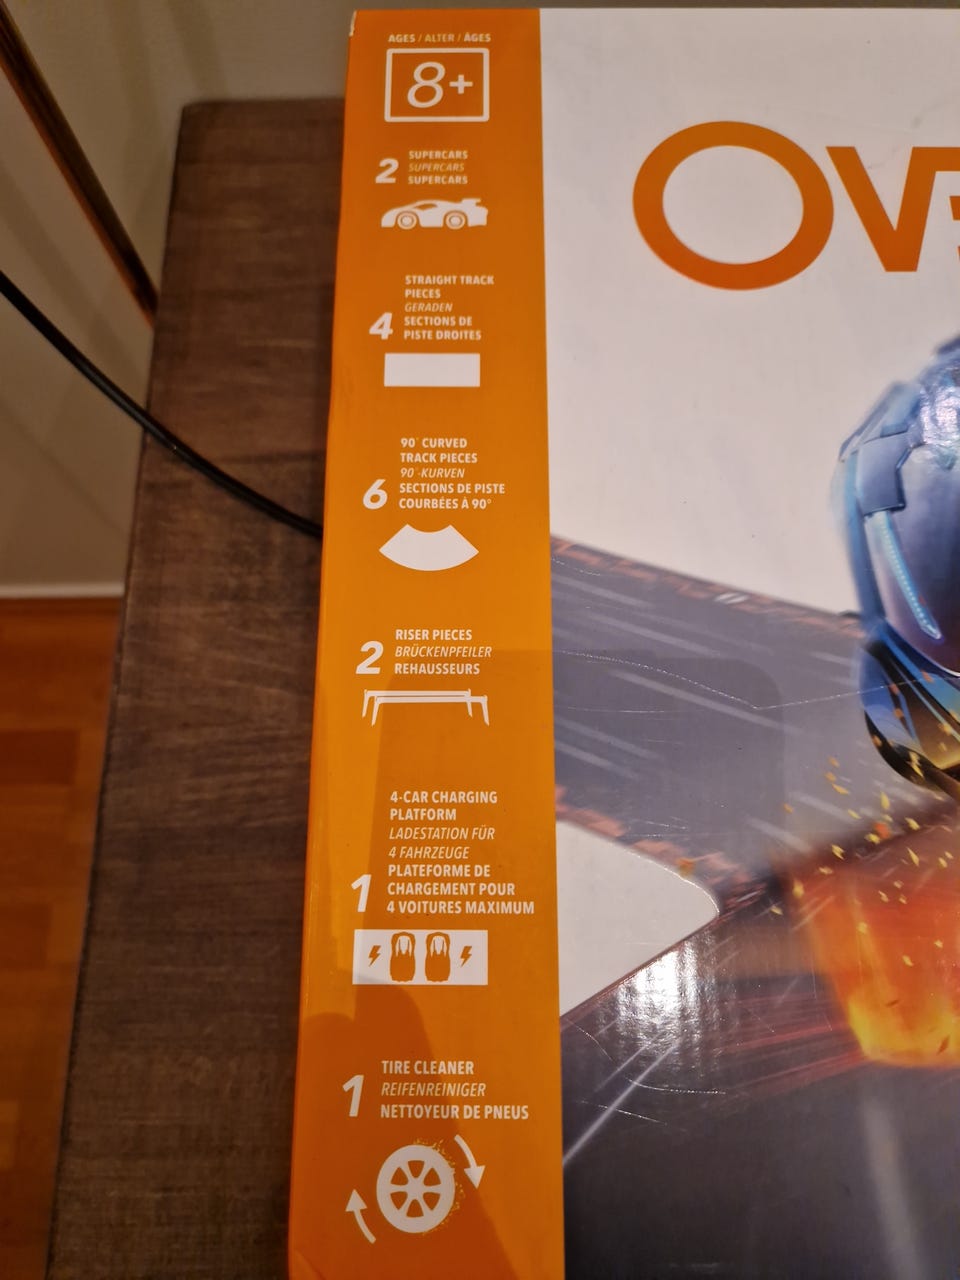 AGES / ALTER / ÂGES
8+
2 SUPERCARS
SUPERCARS
SUPERCARS
STRAIGHT TRACK
PIECES
GERADEN
4 SECTIONS DE
PISTE DROITES
90° CURVED
TRACK PIECES
90°-KURVEN
6 SECTIONS DE PISTE
COURBÉES À 90°
RISER PIECES
2 BRÜCKENPFEILER
REHAUSSEURS
4-CAR CHARGING
PLATFORM
LADESTATION FÜR
4 FAHRZEUGE
PLATEFORME DE
1 CHARGEMENT POUR
4 VOITURES MAXIMUM
TIRE CLEANER
1 REIFENREINIGER
NETTOYEUR DE PNEUS
OV